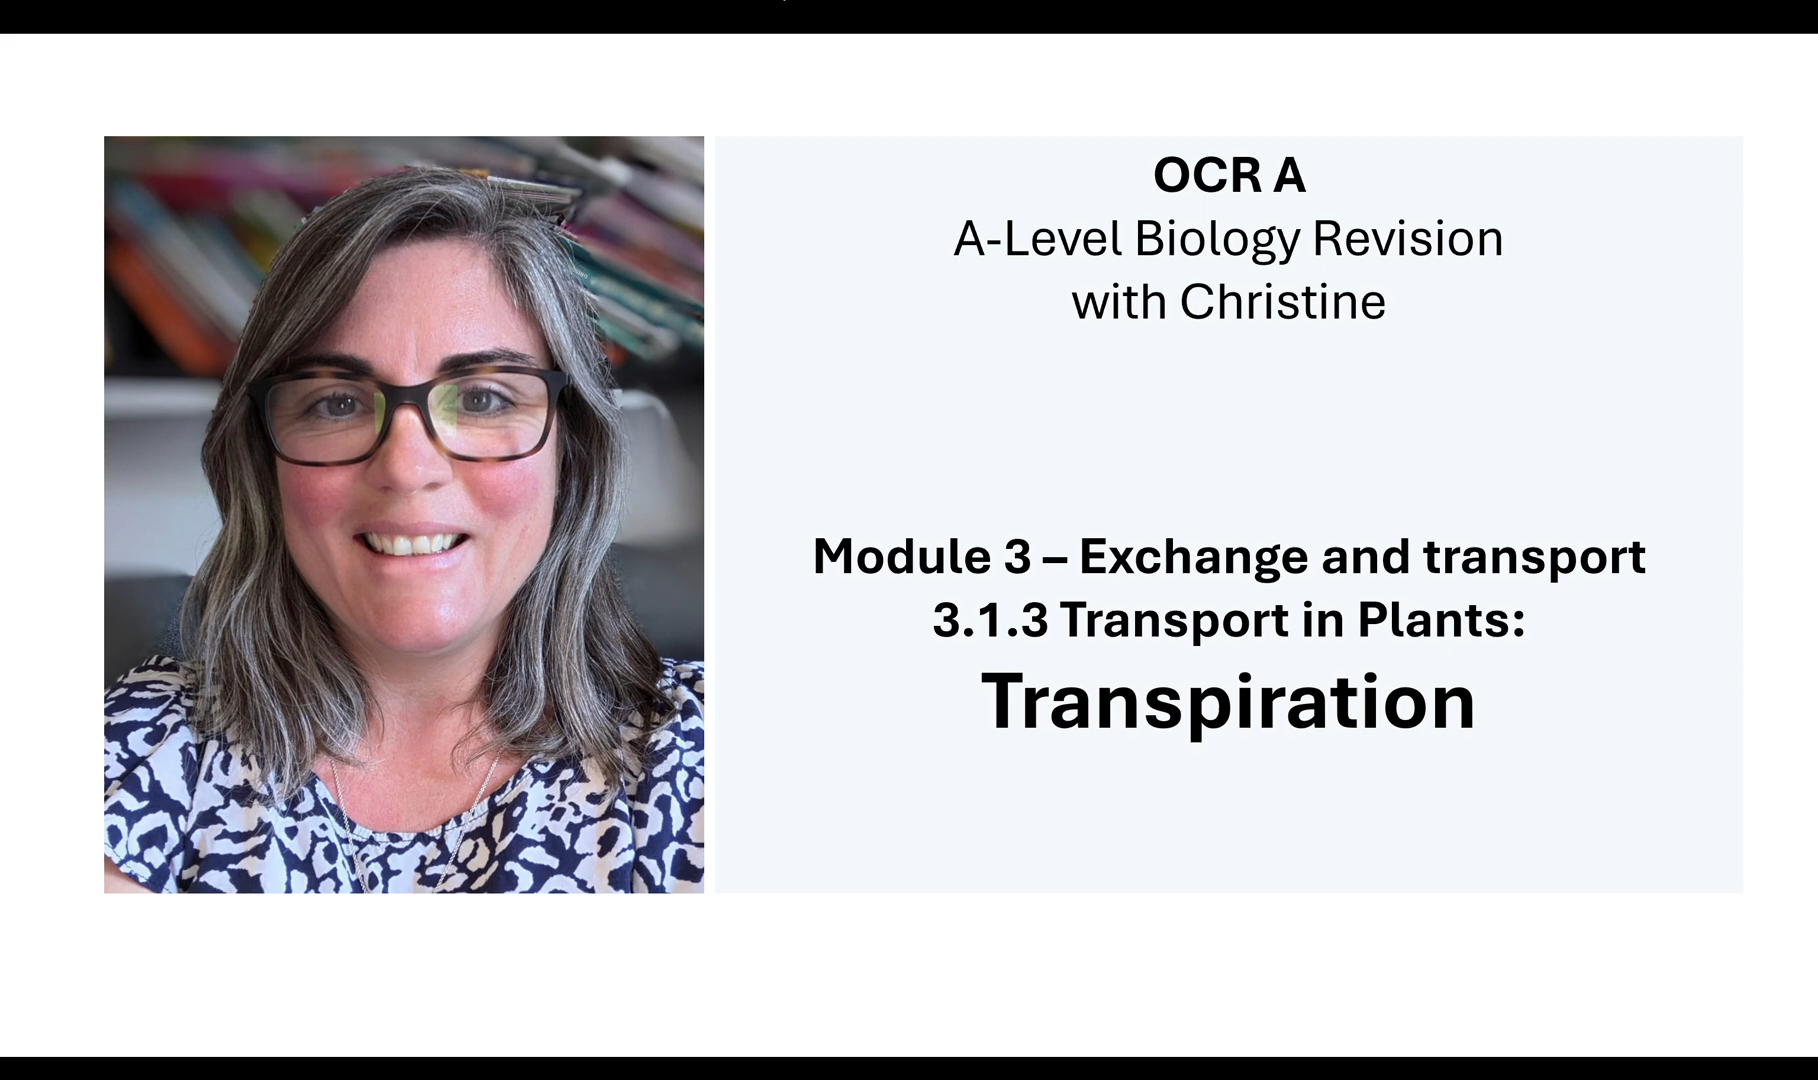 OCR A
A-Level Biology Revision
with Christine
Module 3 – Exchange and transport
3.1.3 Transport in Plants:
Transpiration